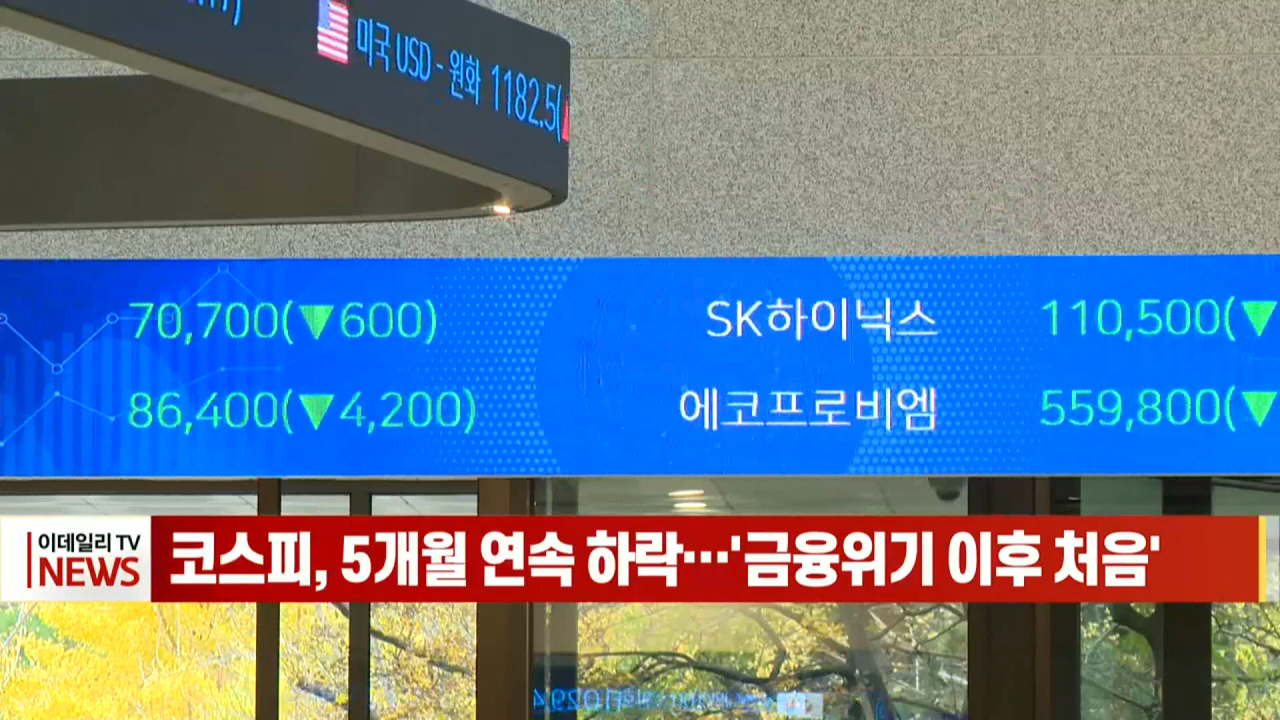 미국 USD - 원화 1182.5(▲
70,700(▼600) SK하이닉스 110,500(▼
86,400(▼4,200) 에코프로비엠 559,800(▼
이데일리 TV
NEWS
코스피, 5개월 연속 하락…'금융위기 이후 처음'